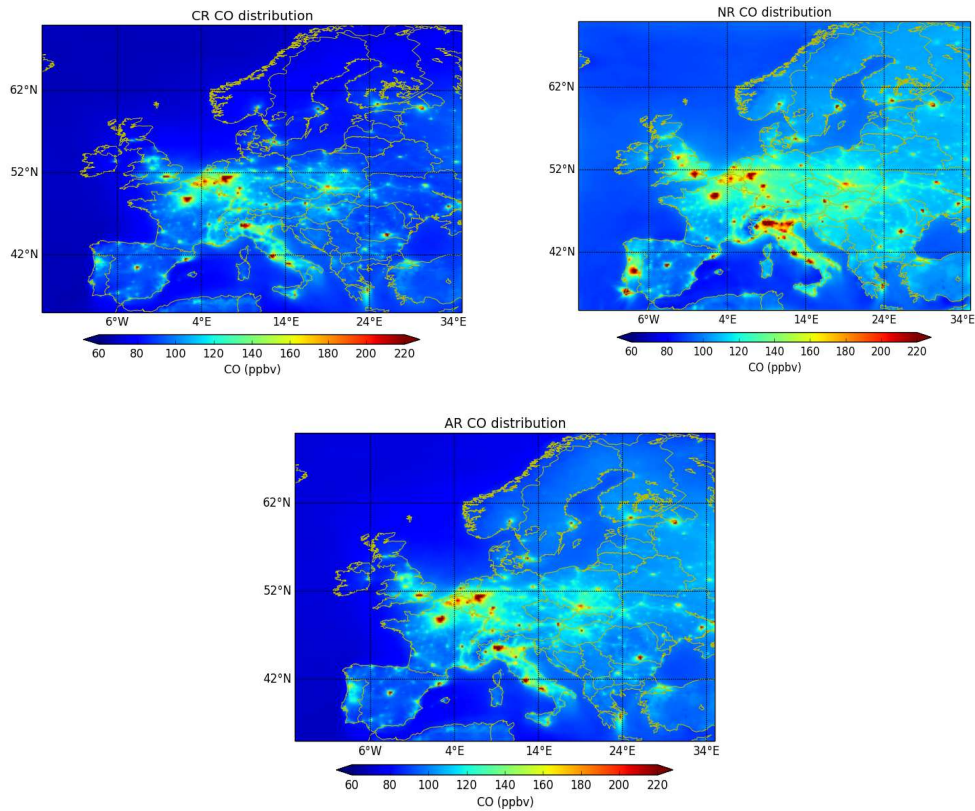 CR CO distribution
62°N
52°N
42°N
6°W 4°E 14°E 24°E 34°E
60 80 100 120 140 160 180 200 220
CO (ppbv)
NR CO distribution
62°N
52°N
42°N
6°W 4°E 14°E 24°E 34°E
60 80 100 120 140 160 180 200 220
CO (ppbv)
AR CO distribution
62°N
52°N
42°N
6°W 4°E 14°E 24°E 34°E
60 80 100 120 140 160 180 200 220
CO (ppbv)